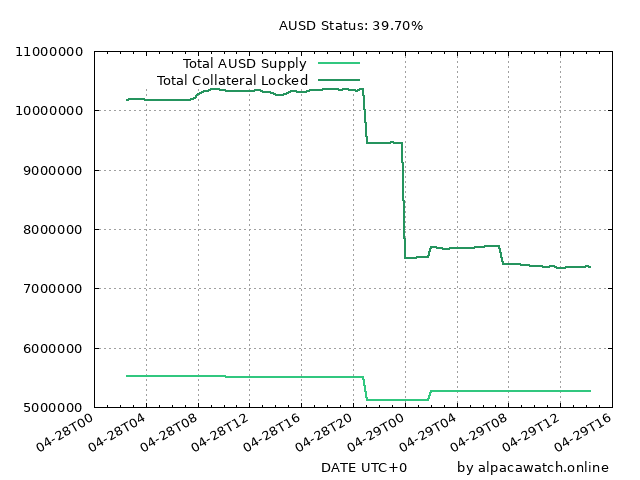 AUSD Status: 39.70%
11000000
Total AUSD Supply
Total Collateral Locked
10000000
9000000
8000000
7000000
6000000
5000000
04-28T00 04-28T04 04-28T08 04-28T12 04-28T16 04-28T20 04-29T00 04-29T04 04-29T08 04-29T12 04-29T16
DATE UTC+0 by alpacawatch.online